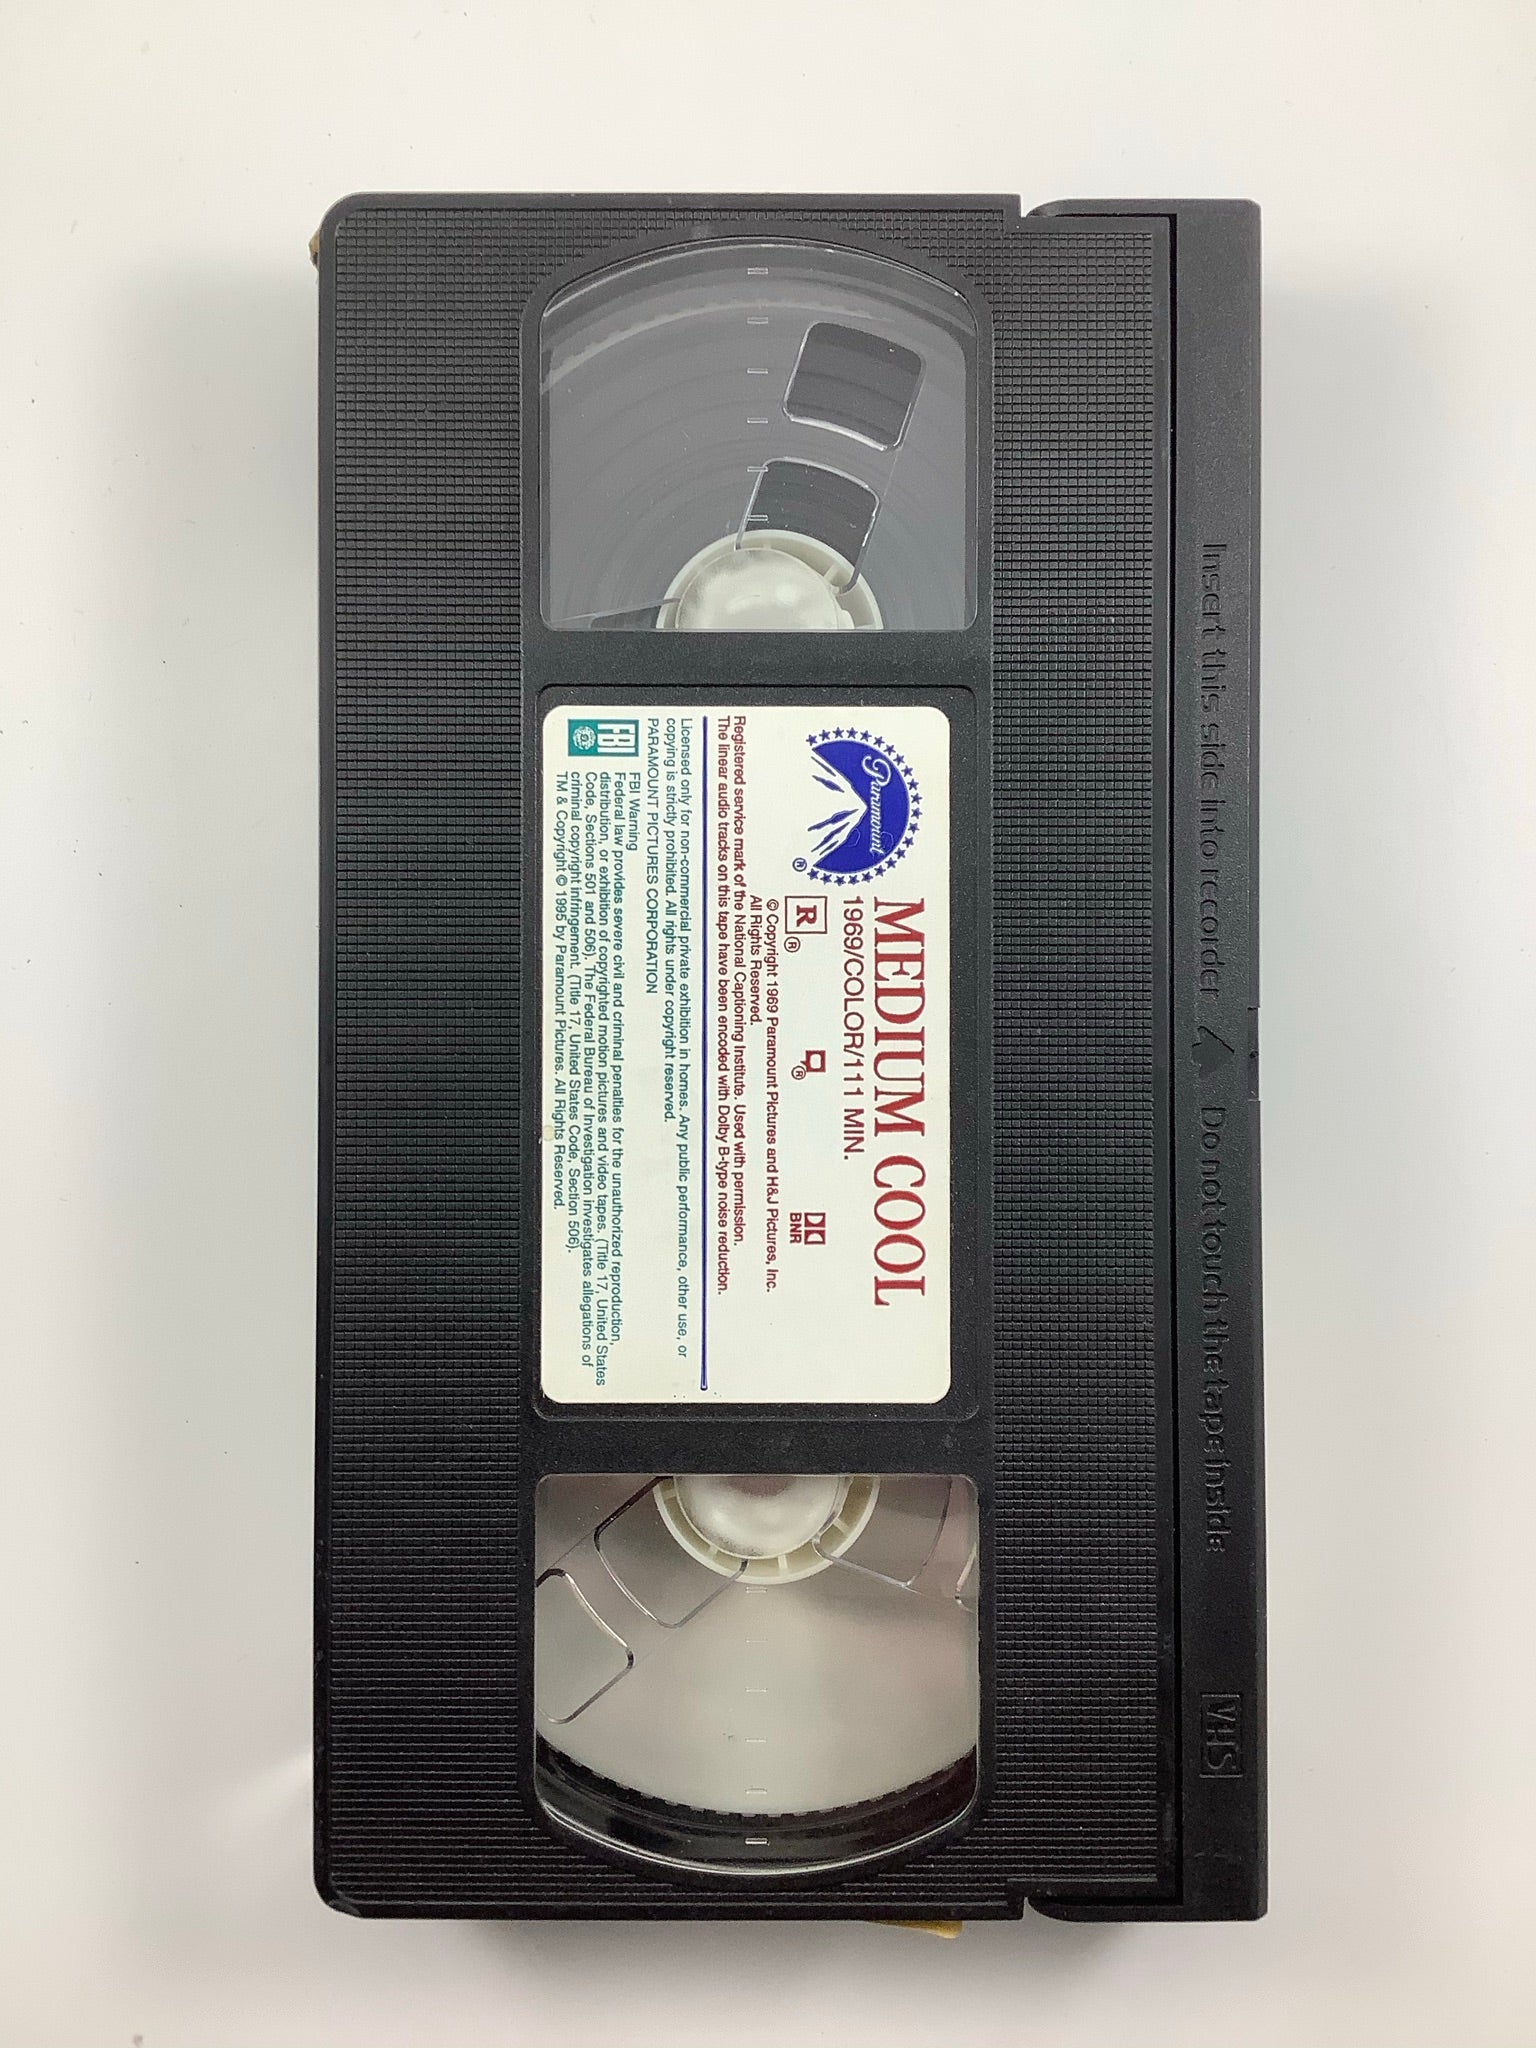 Paramount
®
MEDIUM COOL
1969/COLOR/111 MIN.
R ® ® BNR
© Copyright 1969 Paramount Pictures and H&J Pictures, Inc.
All Rights Reserved.
Registered service mark of the National Captioning Institute. Used with permission.
The linear audio tracks on this tape have been encoded with Dolby B-type noise reduction.
Licensed only for non-commercial private exhibition in homes. Any public performance, other use, or
copying is strictly prohibited. All rights under copyright reserved.
PARAMOUNT PICTURES CORPORATION
FBI
FBI Warning
Federal law provides severe civil and criminal penalties for the unauthorized reproduction,
distribution, or exhibition of copyrighted motion pictures and video tapes. (Title 17, United States
Code, Sections 501 and 506). The Federal Bureau of Investigation investigates allegations of
criminal copyright infringement. (Title 17, United States Code, Section 506).
TM & Copyright © 1995 by Paramount Pictures. All Rights Reserved.
Insert this side into recorder Do not touch the tape inside
VHS